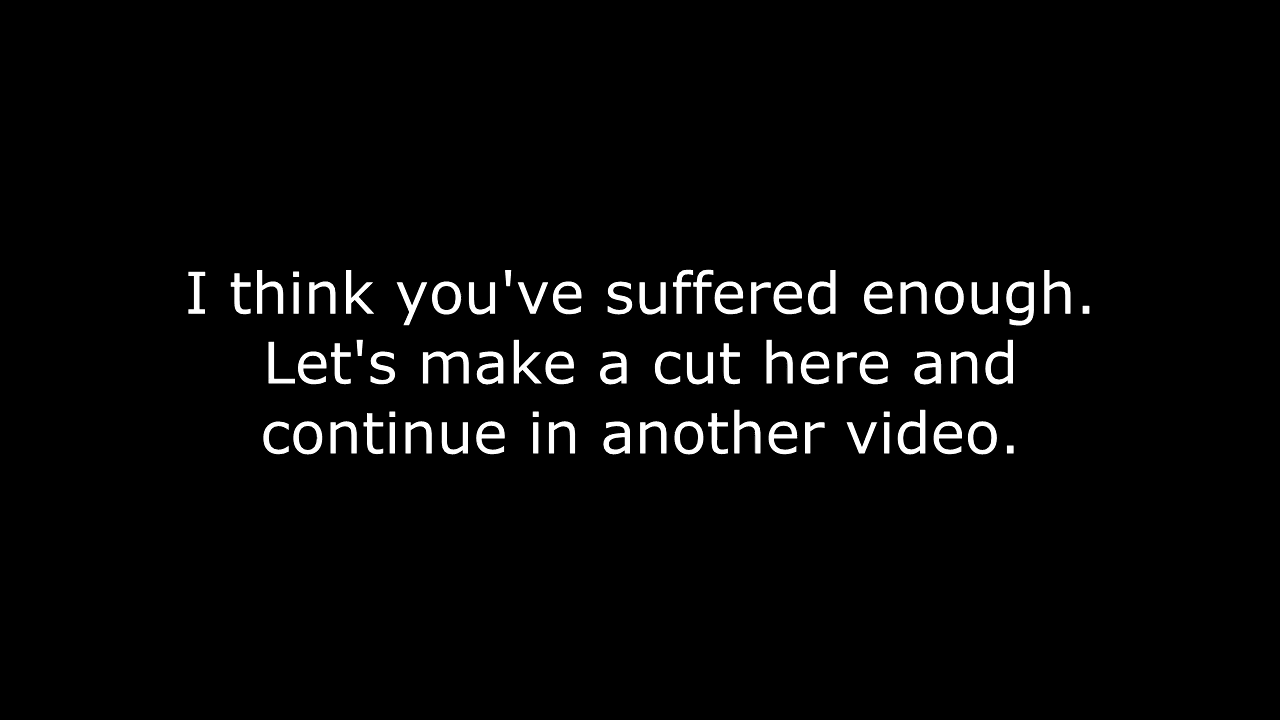 I think you've suffered enough.
Let's make a cut here and
continue in another video.